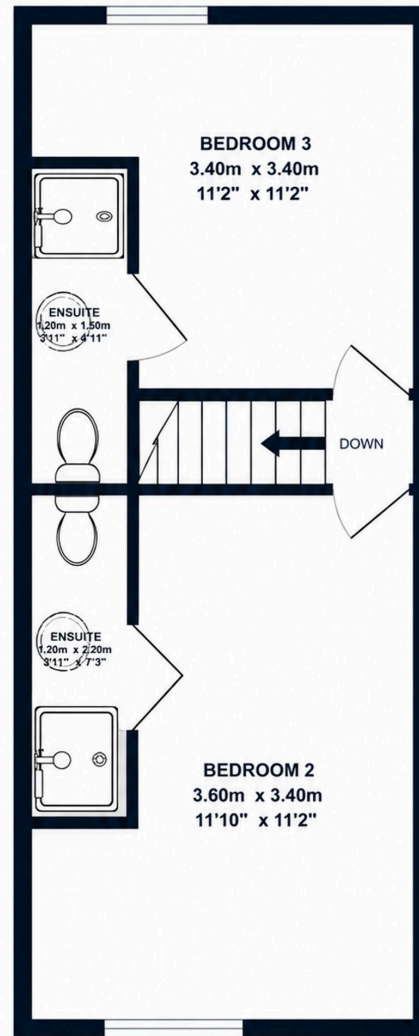 BEDROOM 3
3.40m x 3.40m
11'2" x 11'2"
ENSUITE
1.20m x 1.50m
3'11" x 4'11"
DOWN
ENSUITE
1.20m x 2.20m
3'11" x 7'3"
BEDROOM 2
3.60m x 3.40m
11'10" x 11'2"